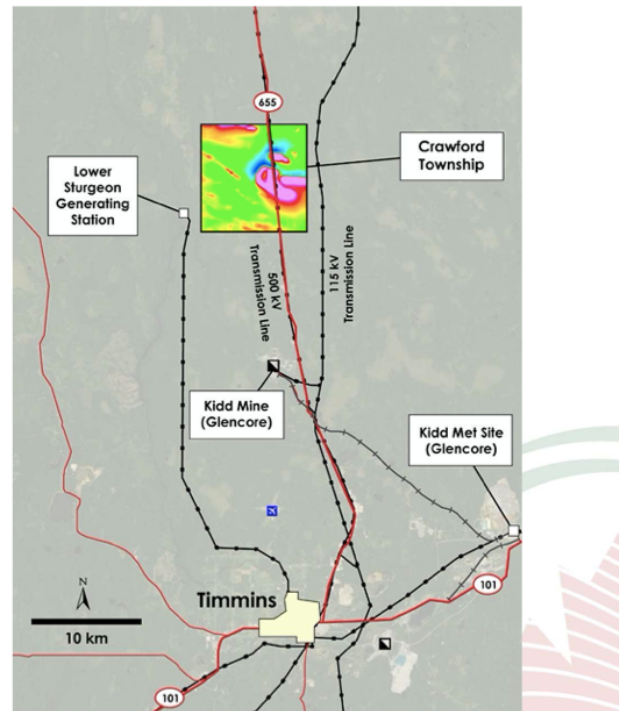 655
Crawford
Township
Lower
Sturgeon
Generating
Station
500 kV
Transmission Line
115 kV
Transmission Line
Kidd Mine
(Glencore)
Kidd Met Site
(Glencore)
N
10 km
Timmins
101
101